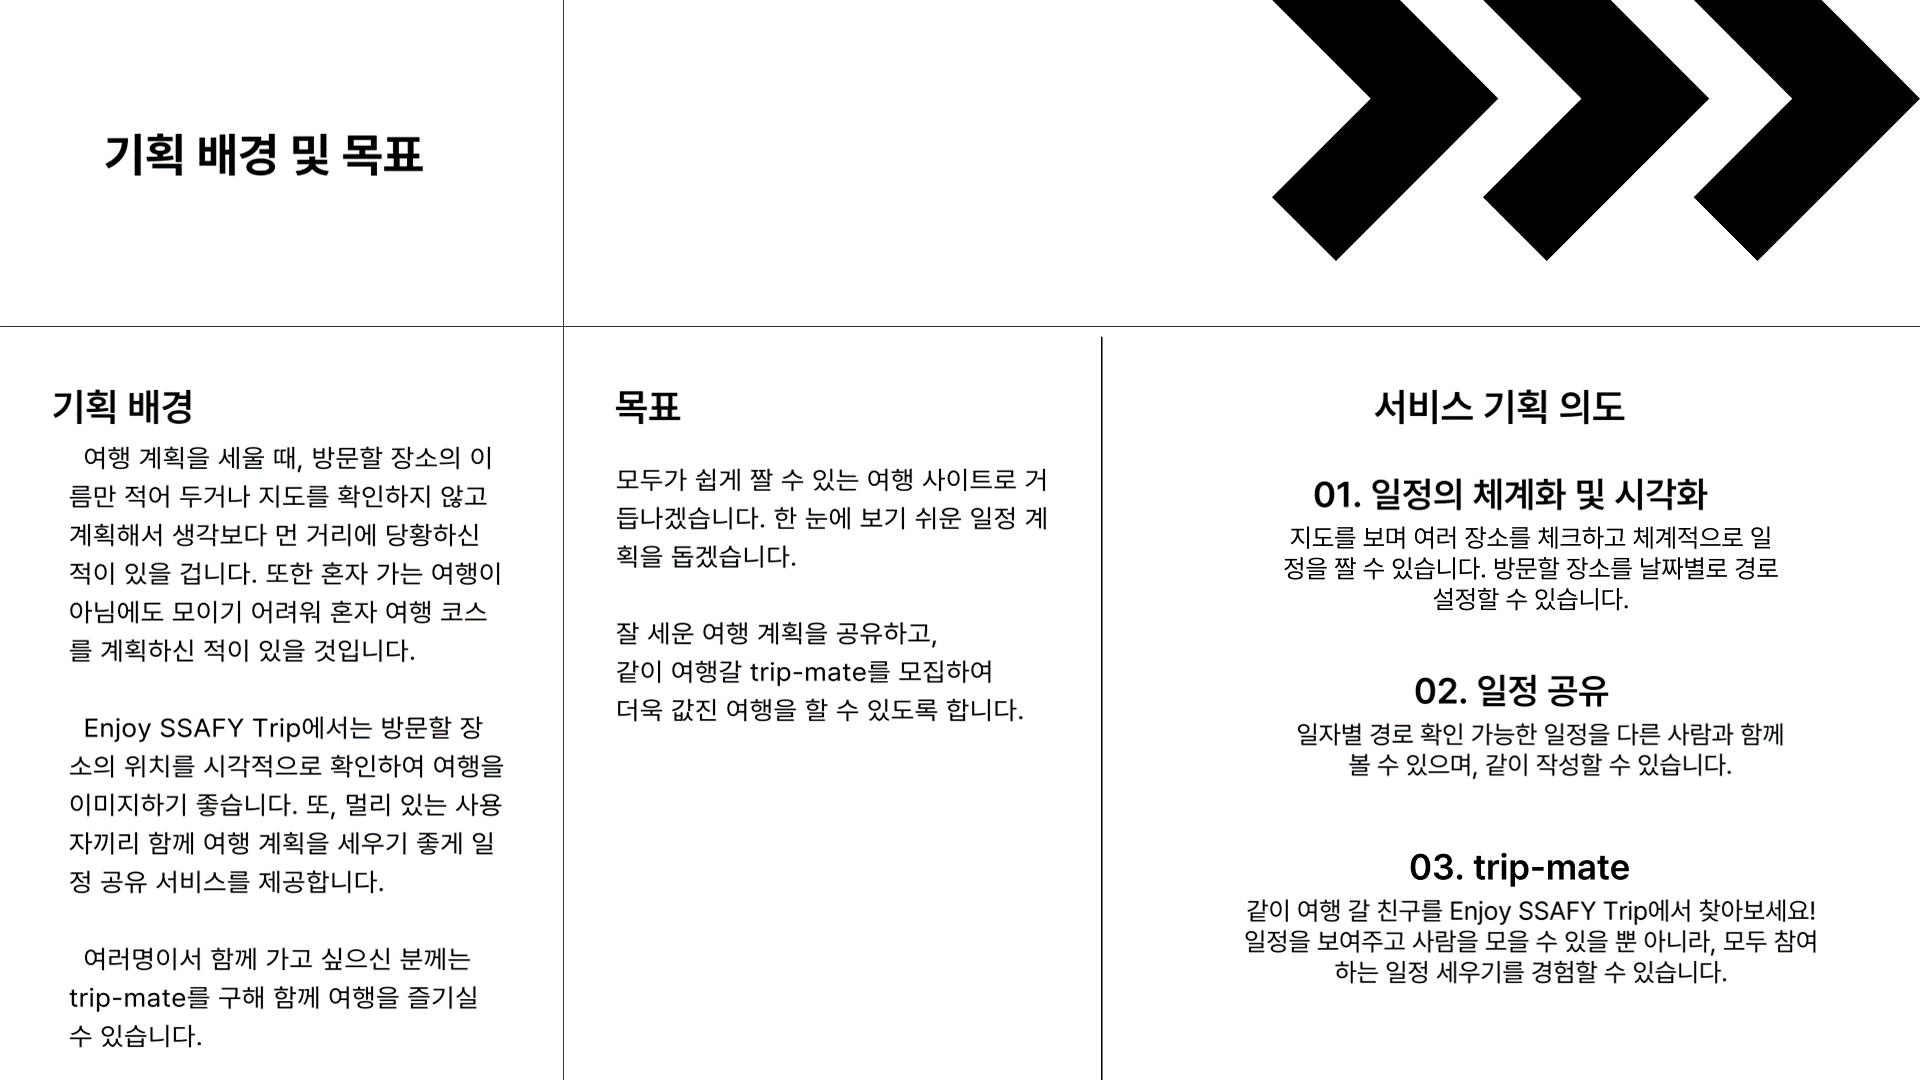 기획 배경 및 목표
기획 배경
여행 계획을 세울 때, 방문할 장소의 이
름만 적어 두거나 지도를 확인하지 않고
계획해서 생각보다 먼 거리에 당황하신
적이 있을 겁니다. 또한 혼자 가는 여행이
아님에도 모이기 어려워 혼자 여행 코스
를 계획하신 적이 있을 것입니다.
Enjoy SSAFY Trip에서는 방문할 장
소의 위치를 시각적으로 확인하여 여행을
이미지하기 좋습니다. 또, 멀리 있는 사용
자끼리 함께 여행 계획을 세우기 좋게 일
정 공유 서비스를 제공합니다.
여러명이서 함께 가고 싶으신 분께는
trip-mate를 구해 함께 여행을 즐기실
수 있습니다.
목표
모두가 쉽게 짤 수 있는 여행 사이트로 거
듭나겠습니다. 한 눈에 보기 쉬운 일정 계
획을 돕겠습니다.
잘 세운 여행 계획을 공유하고,
같이 여행갈 trip-mate를 모집하여
더욱 값진 여행을 할 수 있도록 합니다.
서비스 기획 의도
01. 일정의 체계화 및 시각화
지도를 보며 여러 장소를 체크하고 체계적으로 일
정을 짤 수 있습니다. 방문할 장소를 날짜별로 경로
설정할 수 있습니다.
02. 일정 공유
일자별 경로 확인 가능한 일정을 다른 사람과 함께
볼 수 있으며, 같이 작성할 수 있습니다.
03. trip-mate
같이 여행 갈 친구를 Enjoy SSAFY Trip에서 찾아보세요!
일정을 보여주고 사람을 모을 수 있을 뿐 아니라, 모두 참여
하는 일정 세우기를 경험할 수 있습니다.